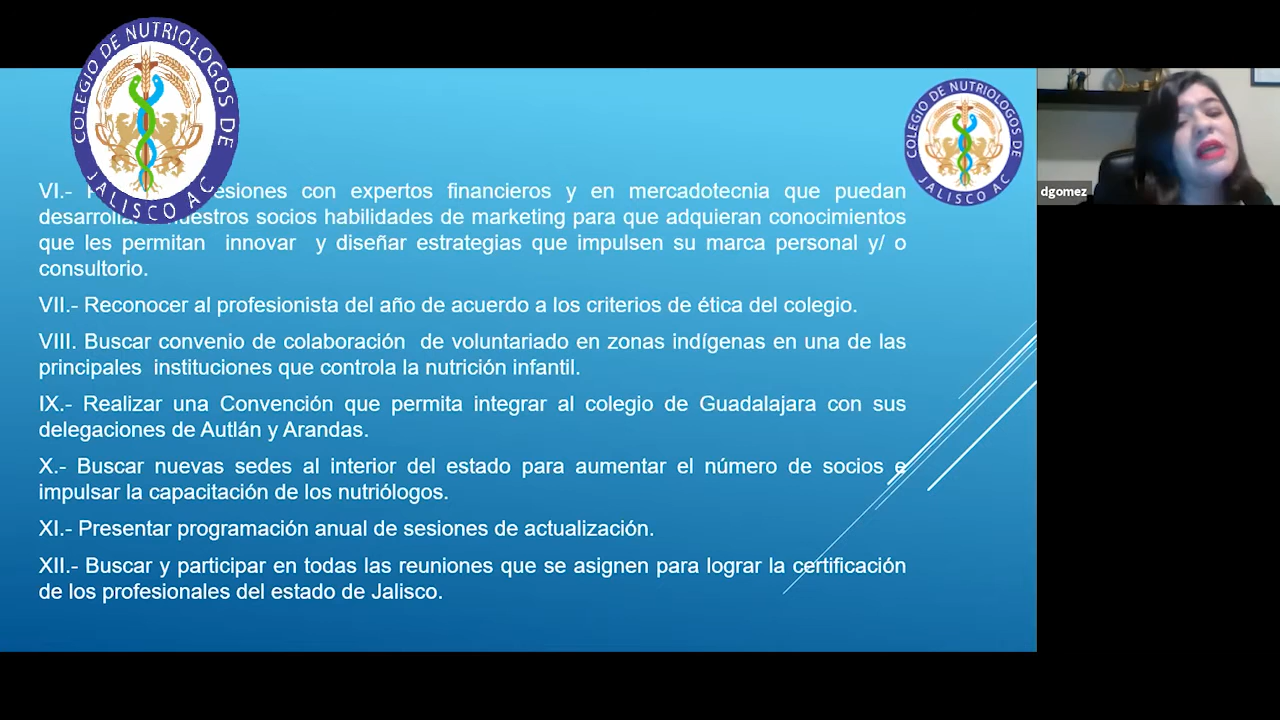 COLEGIO DE NUTRIOLOGOS DE
JALISCO AC
COLEGIO DE NUTRIOLOGOS DE
JALISCO AC
dgomez
VI.- esiones con expertos financieros y en mercadotecnia que puedan
nuestros socios habilidades de marketing para que adquieran conocimientos
que les permitan innovar y diseñar estrategias que impulsen su marca personal y/ o
consultorio.
VII.- Reconocer al profesionista del año de acuerdo a los criterios de ética del colegio.
VIII. Buscar convenio de colaboración de voluntariado en zonas indígenas en una de las
principales instituciones que controla la nutrición infantil.
IX.- Realizar una Convención que permita integrar al colegio de Guadalajara con sus
delegaciones de Autlán y Arandas.
X.- Buscar nuevas sedes al interior del estado para aumentar el número de socios e
impulsar la capacitación de los nutriólogos.
XI.- Presentar programación anual de sesiones de actualización.
XII.- Buscar y participar en todas las reuniones que se asignen para lograr la certificación
de los profesionales del estado de Jalisco.